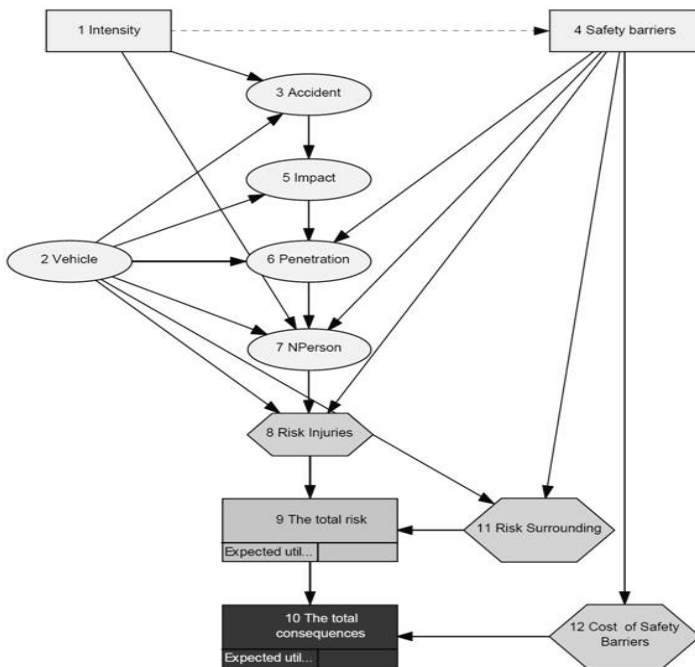 1 Intensity
4 Safety barriers
3 Accident
5 Impact
2 Vehicle
6 Penetration
7 NPerson
8 Risk Injuries
9 The total risk
Expected util...
11 Risk Surrounding
10 The total
consequences
Expected util...
12 Cost of Safety
Barriers